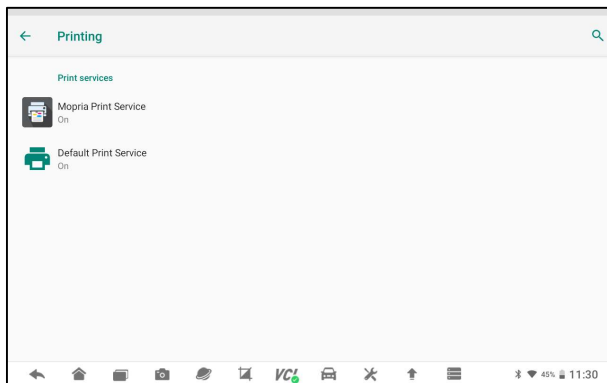 Printing
Print services
Mopria Print Service
On
Default Print Service
On
VCI
45%
11:30